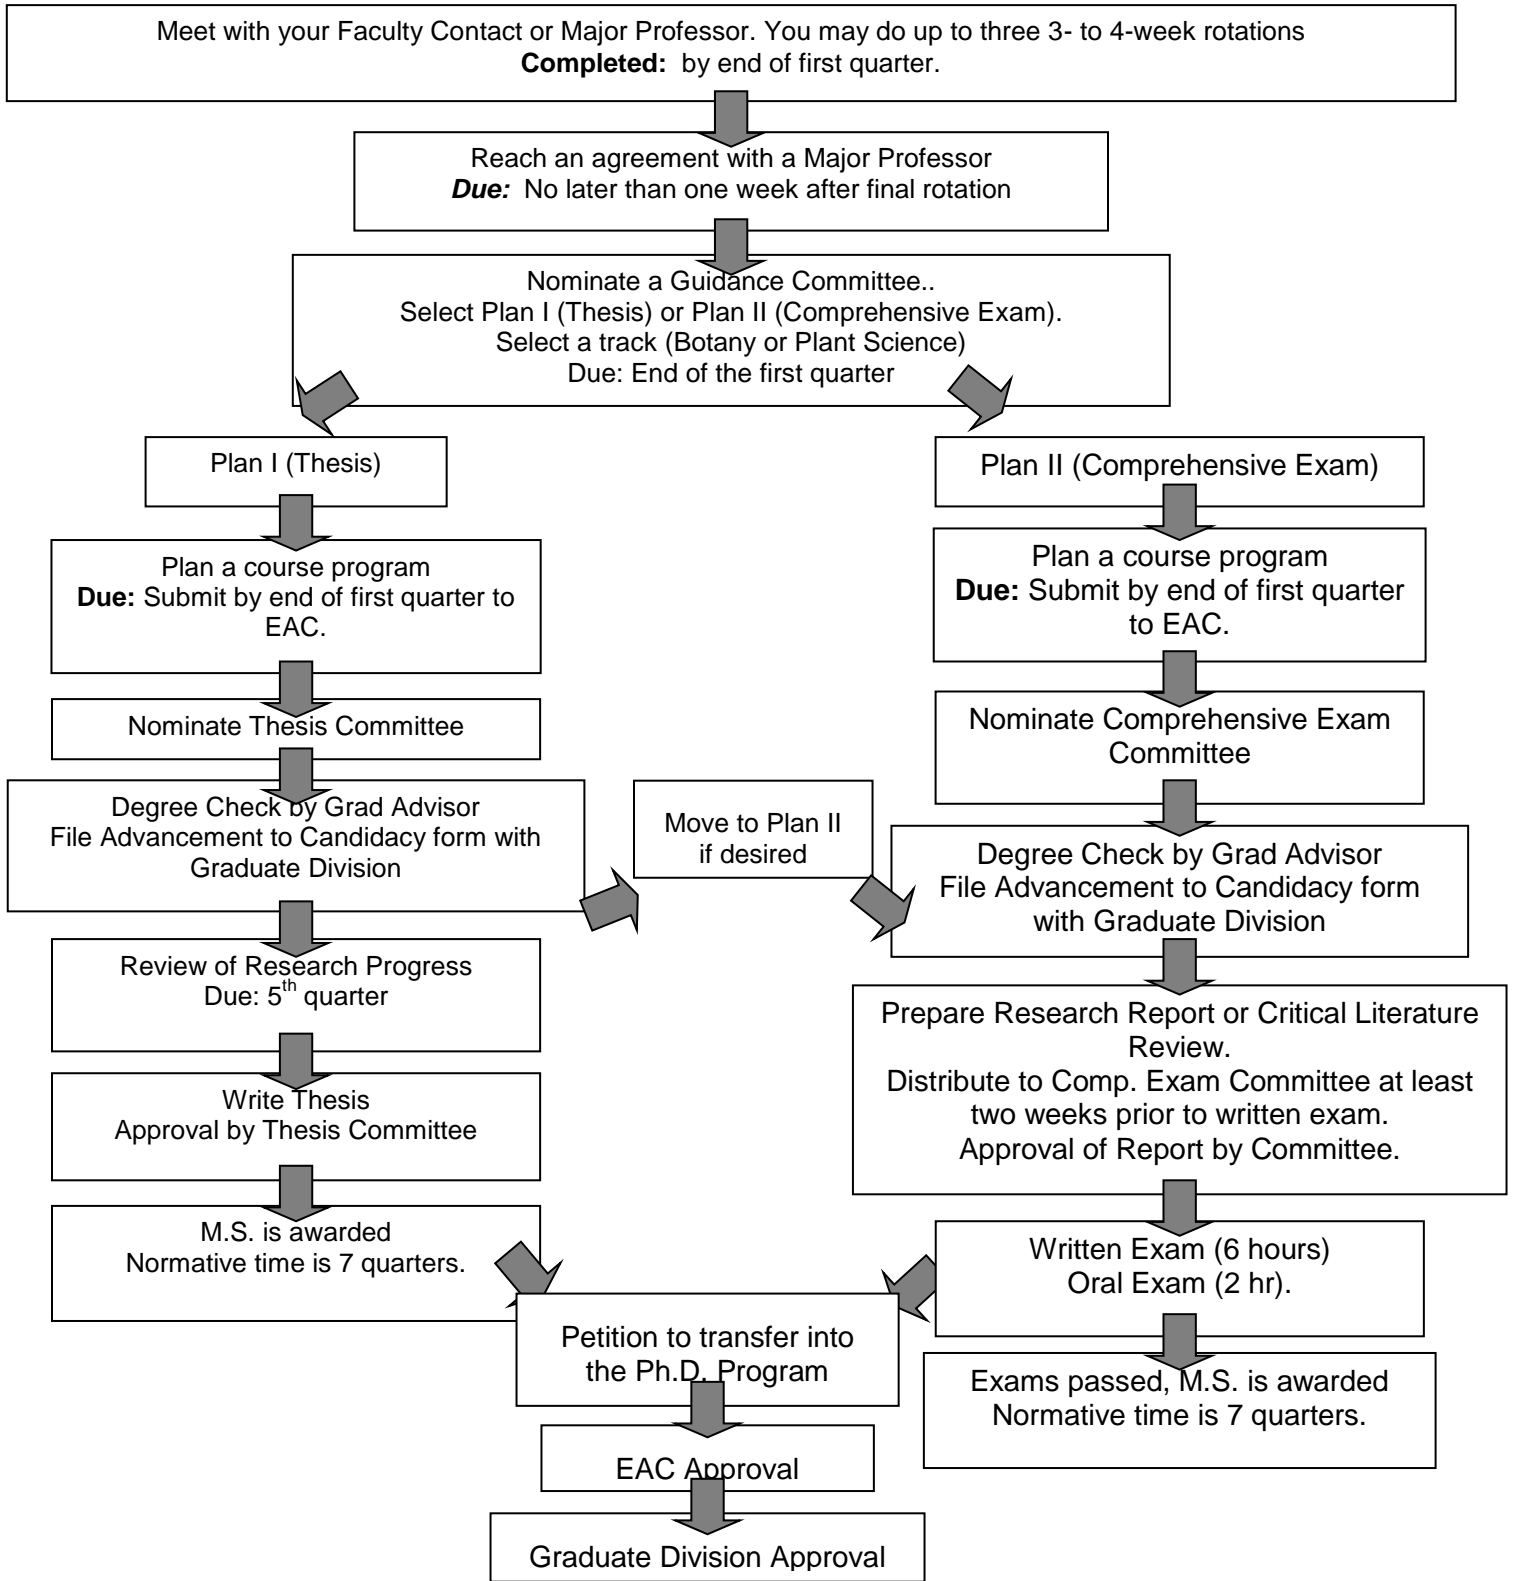 Meet with your Faculty Contact or Major Professor. You may do up to three 3- to 4-week rotations
Completed: by end of first quarter.
Reach an agreement with a Major Professor
Due: No later than one week after final rotation
Nominate a Guidance Committee..
Select Plan I (Thesis) or Plan II (Comprehensive Exam).
Select a track (Botany or Plant Science)
Due: End of the first quarter
Plan I (Thesis)
Plan a course program
Due: Submit by end of first quarter to
EAC.
Nominate Thesis Committee
Degree Check by Grad Advisor
File Advancement to Candidacy form with
Graduate Division
Review of Research Progress
Due: 5th quarter
Write Thesis
Approval by Thesis Committee
M.S. is awarded
Normative time is 7 quarters.
Move to Plan II
if desired
Plan II (Comprehensive Exam)
Plan a course program
Due: Submit by end of first quarter
to EAC.
Nominate Comprehensive Exam
Committee
Degree Check by Grad Advisor
File Advancement to Candidacy form
with Graduate Division
Prepare Research Report or Critical Literature
Review.
Distribute to Comp. Exam Committee at least
two weeks prior to written exam.
Approval of Report by Committee.
Written Exam (6 hours)
Oral Exam (2 hr).
Exams passed, M.S. is awarded
Normative time is 7 quarters.
Petition to transfer into
the Ph.D. Program
EAC Approval
Graduate Division Approval